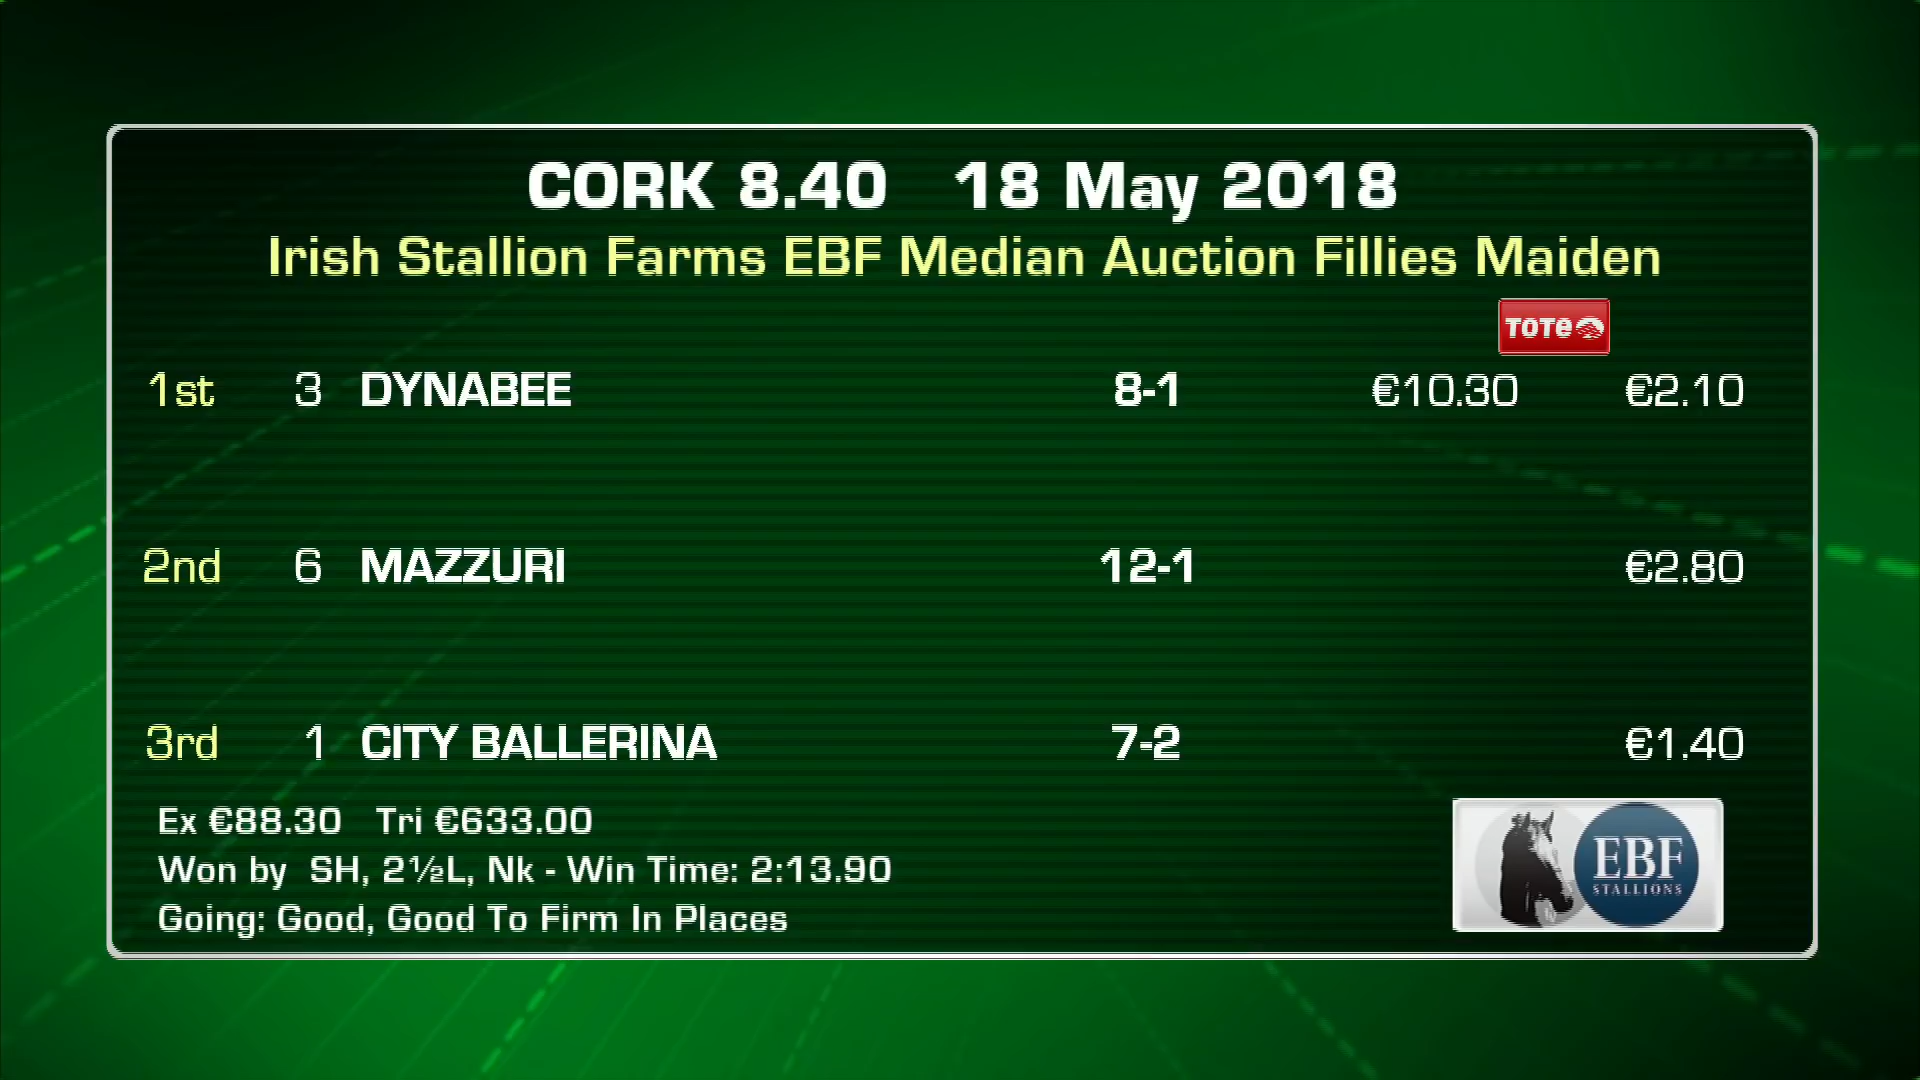 CORK 8.40 18 May 2018
Irish Stallion Farms EBF Median Auction Fillies Maiden
TOTE
1st 3 DYNABEE 8-1 €10.30 €2.10
2nd 6 MAZZURI 12-1 €2.80
3rd 1 CITY BALLERINA 7-2 €1.40
Ex €88.30 Tri €633.00
Won by SH, 2½L, Nk - Win Time: 2:13.90
Going: Good, Good To Firm In Places
EBF
STALLIONS